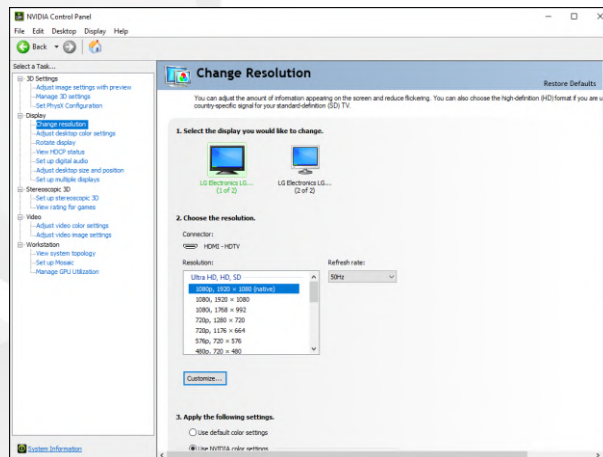 NVIDIA Control Panel
File Edit Desktop Display Help
Back
Select a Task...
3D Settings
Adjust image settings with preview
Manage 3D settings
Set PhysX Configuration
Display
Change resolution
Adjust desktop color settings
Rotate display
View HDCP status
Set up digital audio
Adjust desktop size and position
Set up multiple displays
Stereoscopic 3D
Set up stereoscopic 3D
View rating for games
Video
Adjust video color settings
Adjust video image settings
Workstation
View system topology
Set up Mosaic
Manage GPU Utilization
System Information
Change Resolution
Restore Defaults
You can adjust the amount of information appearing on the screen and reduce flickering. You can also choose the high-definition (HD) format if you are u
country-specific signal for your standard-definition (SD) TV.
1. Select the display you would like to change.
LG Electronics LG... LG Electronics LG...
(1 of 2) (2 of 2)
2. Choose the resolution.
Connector:
HDMI - HDTV
Resolution: Refresh rate:
Ultra HD, HD, SD 50Hz
1080p, 1920 × 1080 (native)
1080i, 1920 × 1080
1080i, 1768 × 992
720p, 1280 × 720
720p, 1176 × 664
576p, 720 × 576
480p, 720 × 480
Customize...
3. Apply the following settings.
Use default color settings
Use NVIDIA color settings